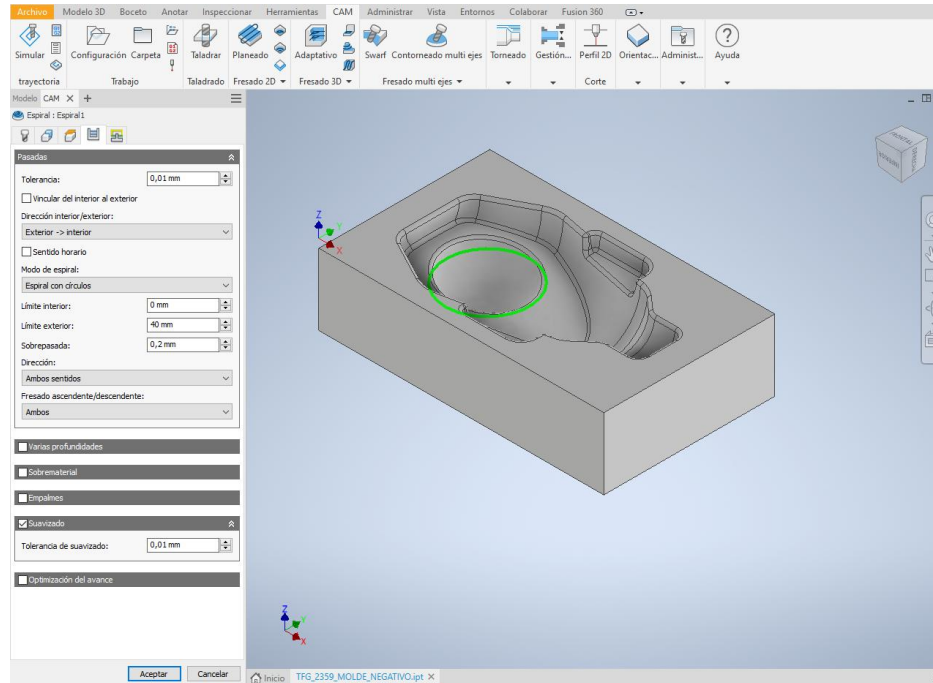 Archivo Modelo 3D Boceto Anotar Inspeccionar Herramientas CAM Administrar Vista Entornos Colaborar Fusion 360
Simular Configuración Carpeta Taladrar Planeado Adaptativo Swarf Contorneado multi ejes Torneado Gestión... Perfil 2D Orientac... Administ... Ayuda
trayectoria Trabajo Taladrado Fresado 2D Fresado 3D Fresado multi ejes Corte
Modelo CAM X +
Espiral : Espiral1
Pasadas
Tolerancia: 0,01 mm
Vincular del interior al exterior
Dirección interior/exterior:
Exterior -> interior
Sentido horario
Modo de espiral:
Espiral con círculos
Límite interior: 0 mm
Límite exterior: 40 mm
Sobrepasada: 0,2 mm
Dirección:
Ambos sentidos
Fresado ascendente/descendente:
Ambos
Varias profundidades
Sobrematerial
Empalmes
Suavizado
Tolerancia de suavizado: 0,01 mm
Optimización del avance
Aceptar Cancelar
Z
Y
X
Z
Y
X
Inicio TFG_2359_MOLDE_NEGATIVO.ipt X